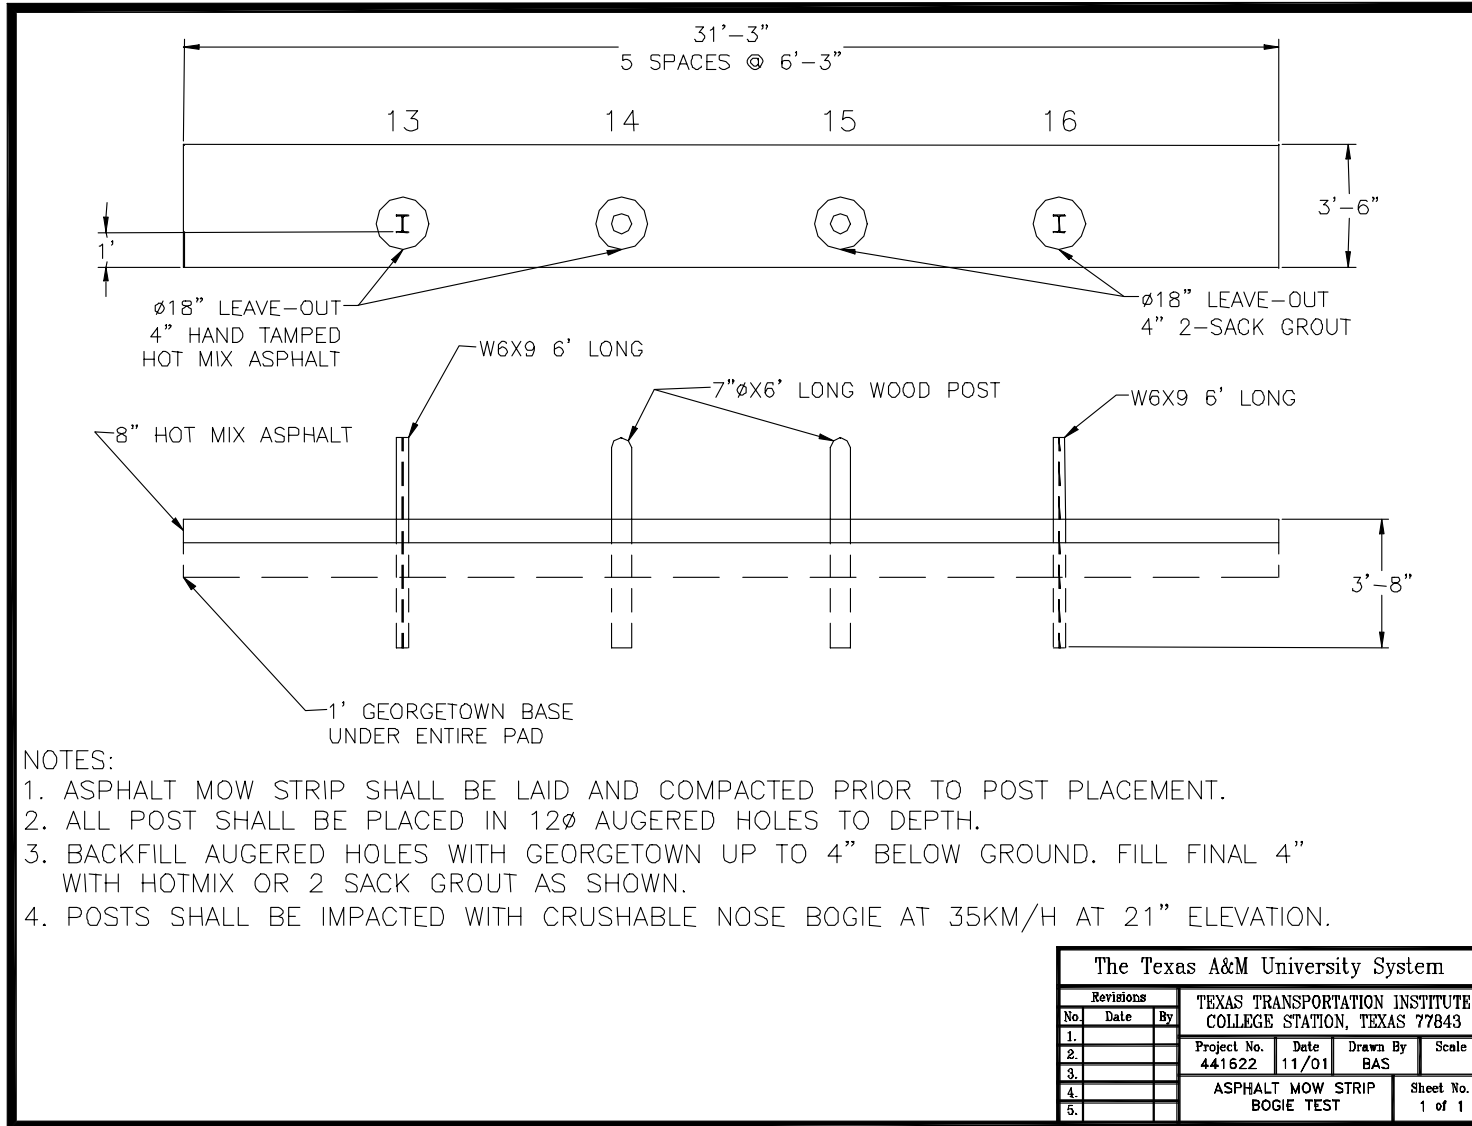 31'-3"
5 SPACES @ 6'-3"
13 14 15 16
3'-6"
1'
ø18" LEAVE-OUT
4" HAND TAMPED
HOT MIX ASPHALT
ø18" LEAVE-OUT
4" 2-SACK GROUT
W6X9 6' LONG
7"øX6' LONG WOOD POST
W6X9 6' LONG
8" HOT MIX ASPHALT
3'-8"
1' GEORGETOWN BASE
UNDER ENTIRE PAD
NOTES:
1. ASPHALT MOW STRIP SHALL BE LAID AND COMPACTED PRIOR TO POST PLACEMENT.
2. ALL POST SHALL BE PLACED IN 12ø AUGERED HOLES TO DEPTH.
3. BACKFILL AUGERED HOLES WITH GEORGETOWN UP TO 4" BELOW GROUND. FILL FINAL 4"
WITH HOTMIX OR 2 SACK GROUT AS SHOWN.
4. POSTS SHALL BE IMPACTED WITH CRUSHABLE NOSE BOGIE AT 35KM/H AT 21" ELEVATION.
The Texas A&M University System
Revisions
No. Date By
1.
2.
3.
4.
5.
TEXAS TRANSPORTATION INSTITUTE
COLLEGE STATION, TEXAS 77843
Project No. Date Drawn By Scale
441622 11/01 BAS
ASPHALT MOW STRIP
BOGIE TEST
Sheet No.
1 of 1